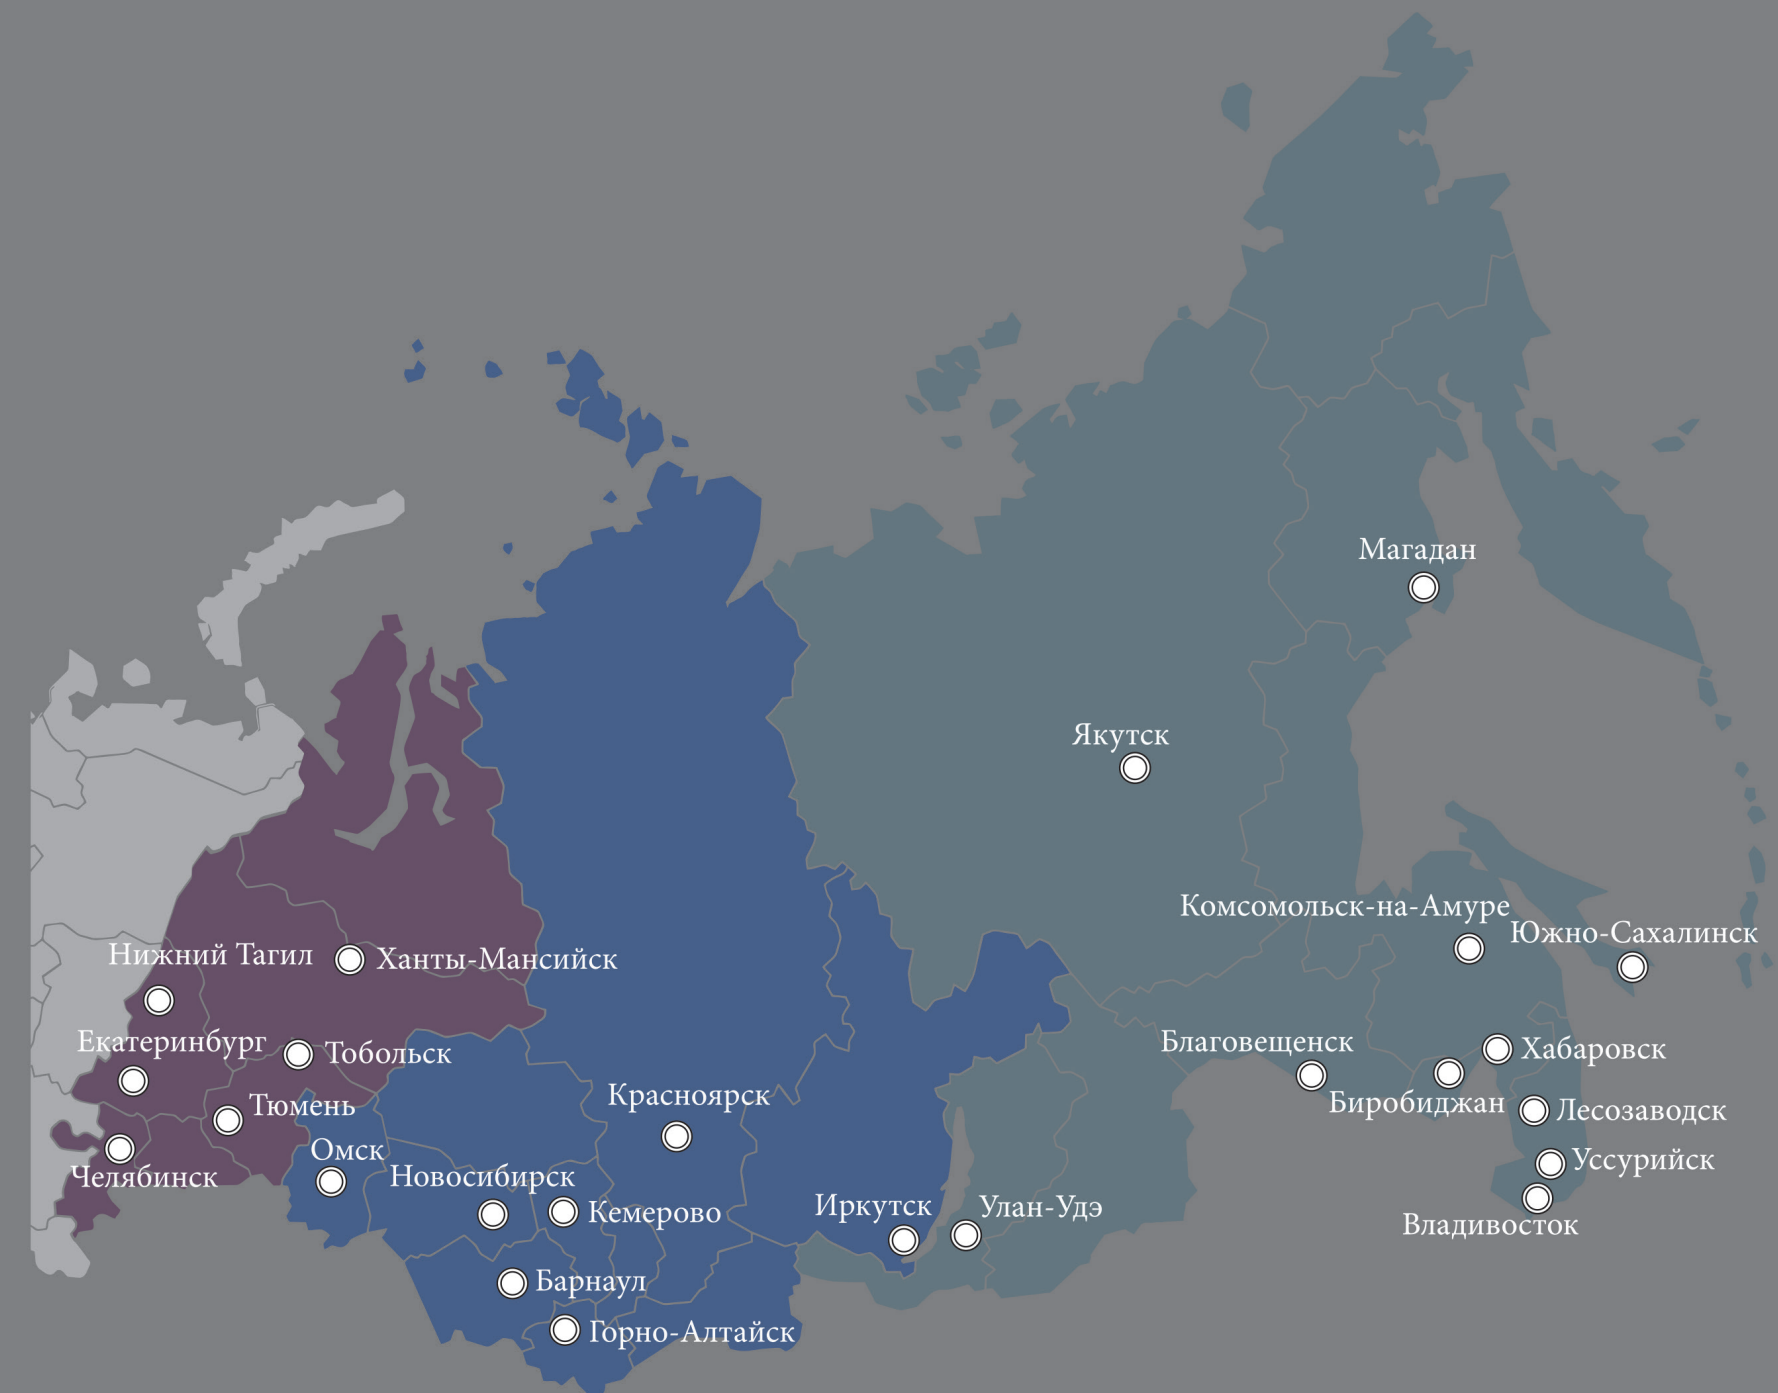 Магадан
Якутск
Комсомольск-на-Амуре
Южно-Сахалинск
Нижний Тагил
Ханты-Мансийск
Екатеринбург
Тобольск
Благовещенск
Хабаровск
Красноярск
Тюмень
Биробиджан
Лесозаводск
Омск
Уссурийск
Челябинск
Новосибирск
Кемерово
Иркутск
Улан-Удэ
Владивосток
Барнаул
Горно-Алтайск